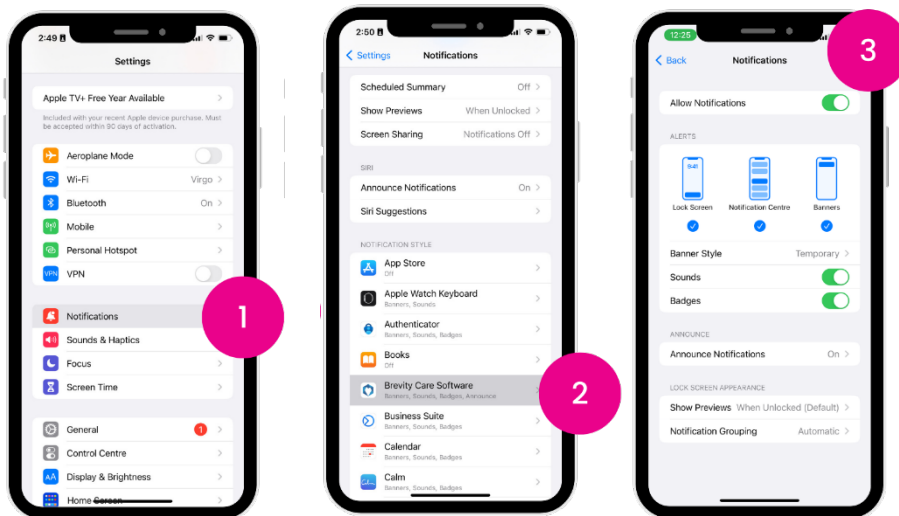 2:49
Settings
Apple TV+ Free Year Available
Included with your recent Apple device purchase. Must
be accepted within 90 days of activation.
Aeroplane Mode
Wi-Fi Virgo
Bluetooth On
Mobile
Personal Hotspot
VPN VPN
Notifications
Sounds & Haptics
Focus
Screen Time
General 1
Control Centre
AA Display & Brightness
Home Screen
1
2:50
Settings Notifications
Scheduled Summary Off
Show Previews When Unlocked
Screen Sharing Notifications Off
SIRI
Announce Notifications On
Siri Suggestions
NOTIFICATION STYLE
App Store
Off
Apple Watch Keyboard
Banners, Sounds
Authenticator
Banners, Sounds, Badges
Books
Off
Brevity Care Software
Banners, Sounds, Badges, Announce
Business Suite
Banners, Sounds, Badges
Calendar
Banners, Sounds, Badges
Calm
Banners, Sounds, Badges
2
12:25
Back Notifications
Allow Notifications
ALERTS
9:41
Lock Screen Notification Centre Banners
Banner Style Temporary
Sounds
Badges
ANNOUNCE
Announce Notifications On
LOCK SCREEN APPEARANCE
Show Previews When Unlocked (Default)
Notification Grouping Automatic
3